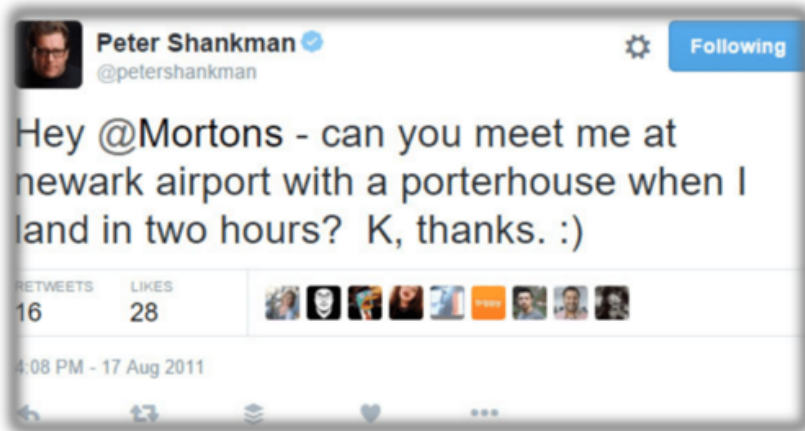 Peter Shankman
@petershankman
Following
Hey @Mortons - can you meet me at
newark airport with a porterhouse when I
land in two hours?  K, thanks. :)
RETWEETS LIKES
16 28
4:08 PM - 17 Aug 2011